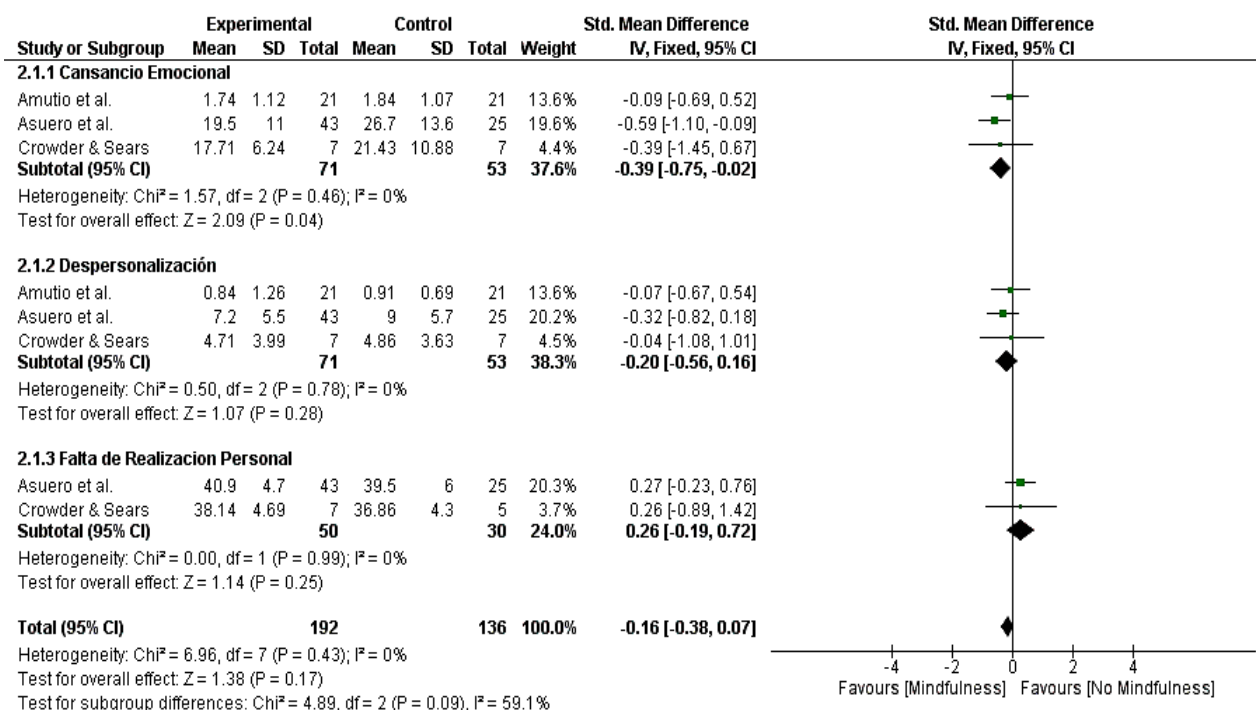 Experimental Control Std. Mean Difference Std. Mean Difference
Study or Subgroup Mean SD Total Mean SD Total Weight IV, Fixed, 95% CI IV, Fixed, 95% CI
2.1.1 Cansancio Emocional
Amutio et al. 1.74 1.12 21 1.84 1.07 21 13.6% -0.09 [-0.69, 0.52]
Asuero et al. 19.5 11 43 26.7 13.6 25 19.6% -0.59 [-1.10, -0.09]
Crowder & Sears 17.71 6.24 7 21.43 10.88 7 4.4% -0.39 [-1.45, 0.67]
Subtotal (95% CI) 71 53 37.6% -0.39 [-0.75, -0.02]
Heterogeneity: Chi² = 1.57, df = 2 (P = 0.46); I² = 0%
Test for overall effect: Z = 2.09 (P = 0.04)
2.1.2 Despersonalización
Amutio et al. 0.84 1.26 21 0.91 0.69 21 13.6% -0.07 [-0.67, 0.54]
Asuero et al. 7.2 5.5 43 9 5.7 25 20.2% -0.32 [-0.82, 0.18]
Crowder & Sears 4.71 3.99 7 4.86 3.63 7 4.5% -0.04 [-1.08, 1.01]
Subtotal (95% CI) 71 53 38.3% -0.20 [-0.56, 0.16]
Heterogeneity: Chi² = 0.50, df = 2 (P = 0.78); I² = 0%
Test for overall effect: Z = 1.07 (P = 0.28)
2.1.3 Falta de Realizacion Personal
Asuero et al. 40.9 4.7 43 39.5 6 25 20.3% 0.27 [-0.23, 0.76]
Crowder & Sears 38.14 4.69 7 36.86 4.3 5 3.7% 0.26 [-0.89, 1.42]
Subtotal (95% CI) 50 30 24.0% 0.26 [-0.19, 0.72]
Heterogeneity: Chi² = 0.00, df = 1 (P = 0.99); I² = 0%
Test for overall effect: Z = 1.14 (P = 0.25)
Total (95% CI) 192 136 100.0% -0.16 [-0.38, 0.07]
Heterogeneity: Chi² = 6.96, df = 7 (P = 0.43); I² = 0%
Test for overall effect: Z = 1.38 (P = 0.17)
Test for subgroup differences: Chi² = 4.89, df = 2 (P = 0.09), I² = 59.1%
-4 -2 0 2 4
Favours [Mindfulness] Favours [No Mindfulness]